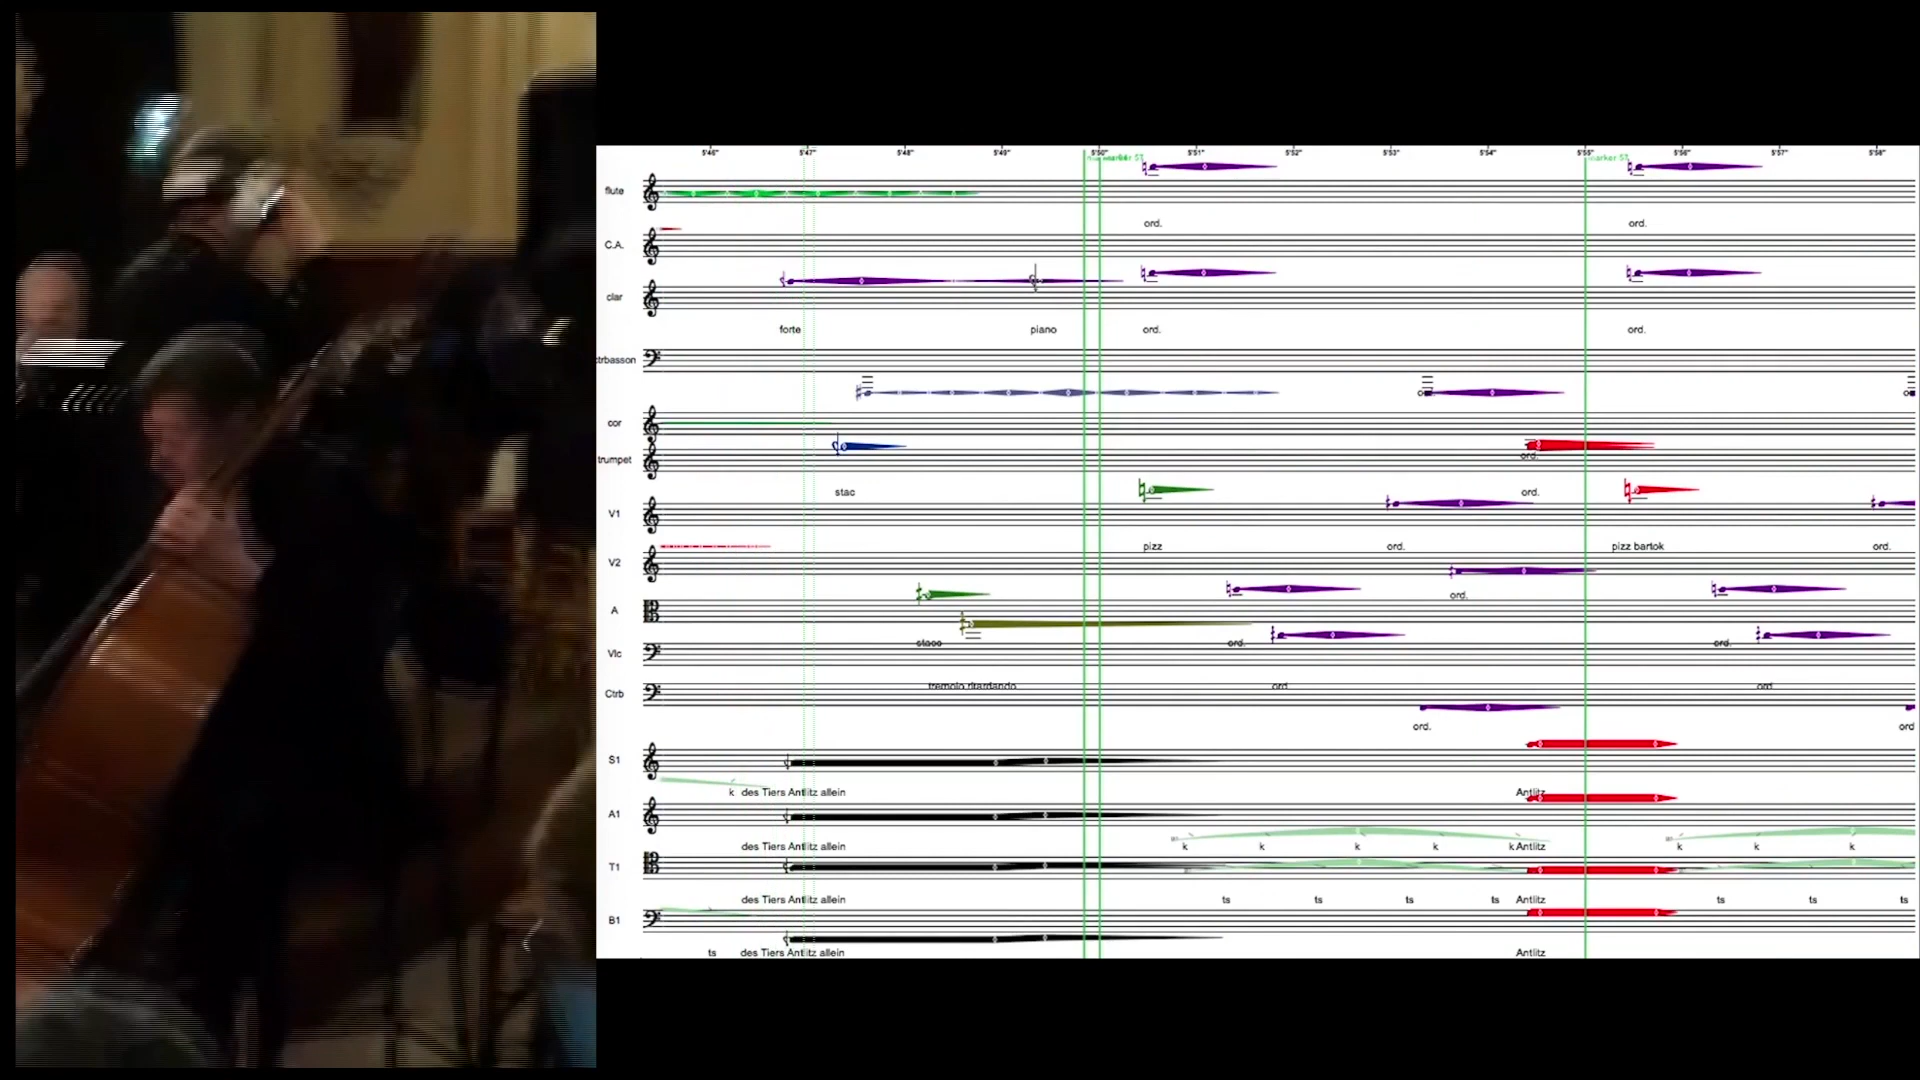 5'46" 5'47" 5'48" 5'49" 5'50" 5'51" 5'52" 5'53" 5'54" 5'55" 5'56" 5'57" 5'58"
marker 53
flute
ord. ord.
C.A.
clar
forte piano ord. ord.
ctrbasson
cor
trumpet
ord.
stac ord.
V1
pizz ord. pizz bartok ord.
V2
ord.
A
stacc ord. ord.
Vlc
tremolo ritardando ord ord
Ctrb
ord. ord
S1
k des Tiers Antlitz allein Antlitz
A1
des Tiers Antlitz allein k k k k k Antlitz k k k
T1
des Tiers Antlitz allein ts ts ts ts Antlitz ts ts ts
B1
ts des Tiers Antlitz allein Antlitz